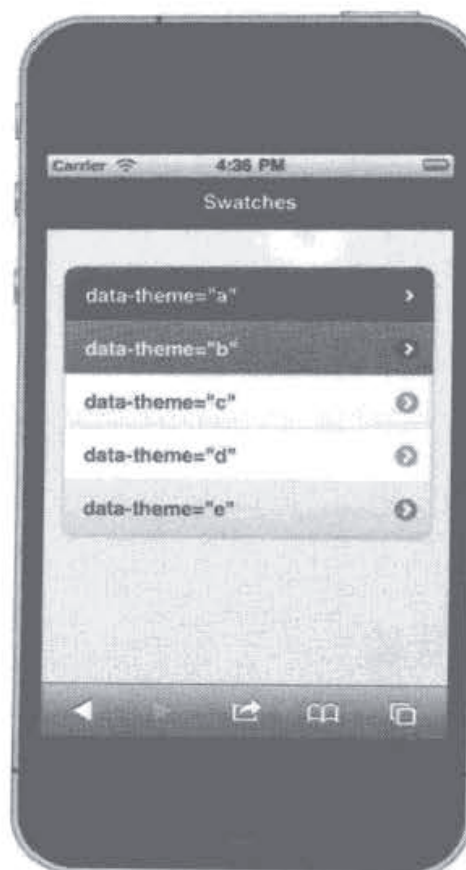 Carrier 4:36 PM
Swatches
data-theme="a"
data-theme="b"
data-theme="c"
data-theme="d"
data-theme="e"